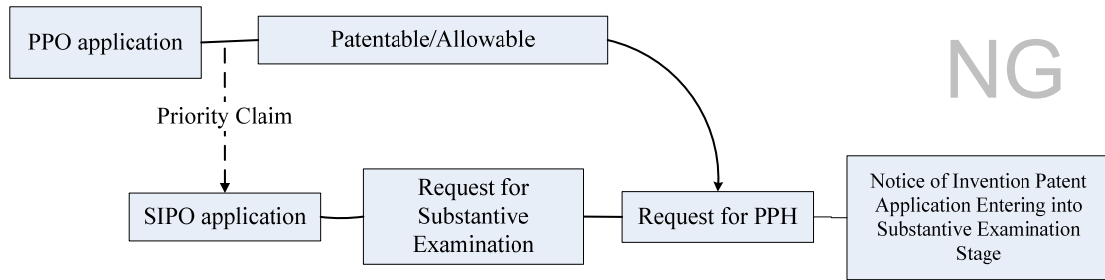 PPO application
Patentable/Allowable
NG
Priority Claim
SIPO application
Request for
Substantive
Examination
Request for PPH
Notice of Invention Patent
Application Entering into
Substantive Examination
Stage